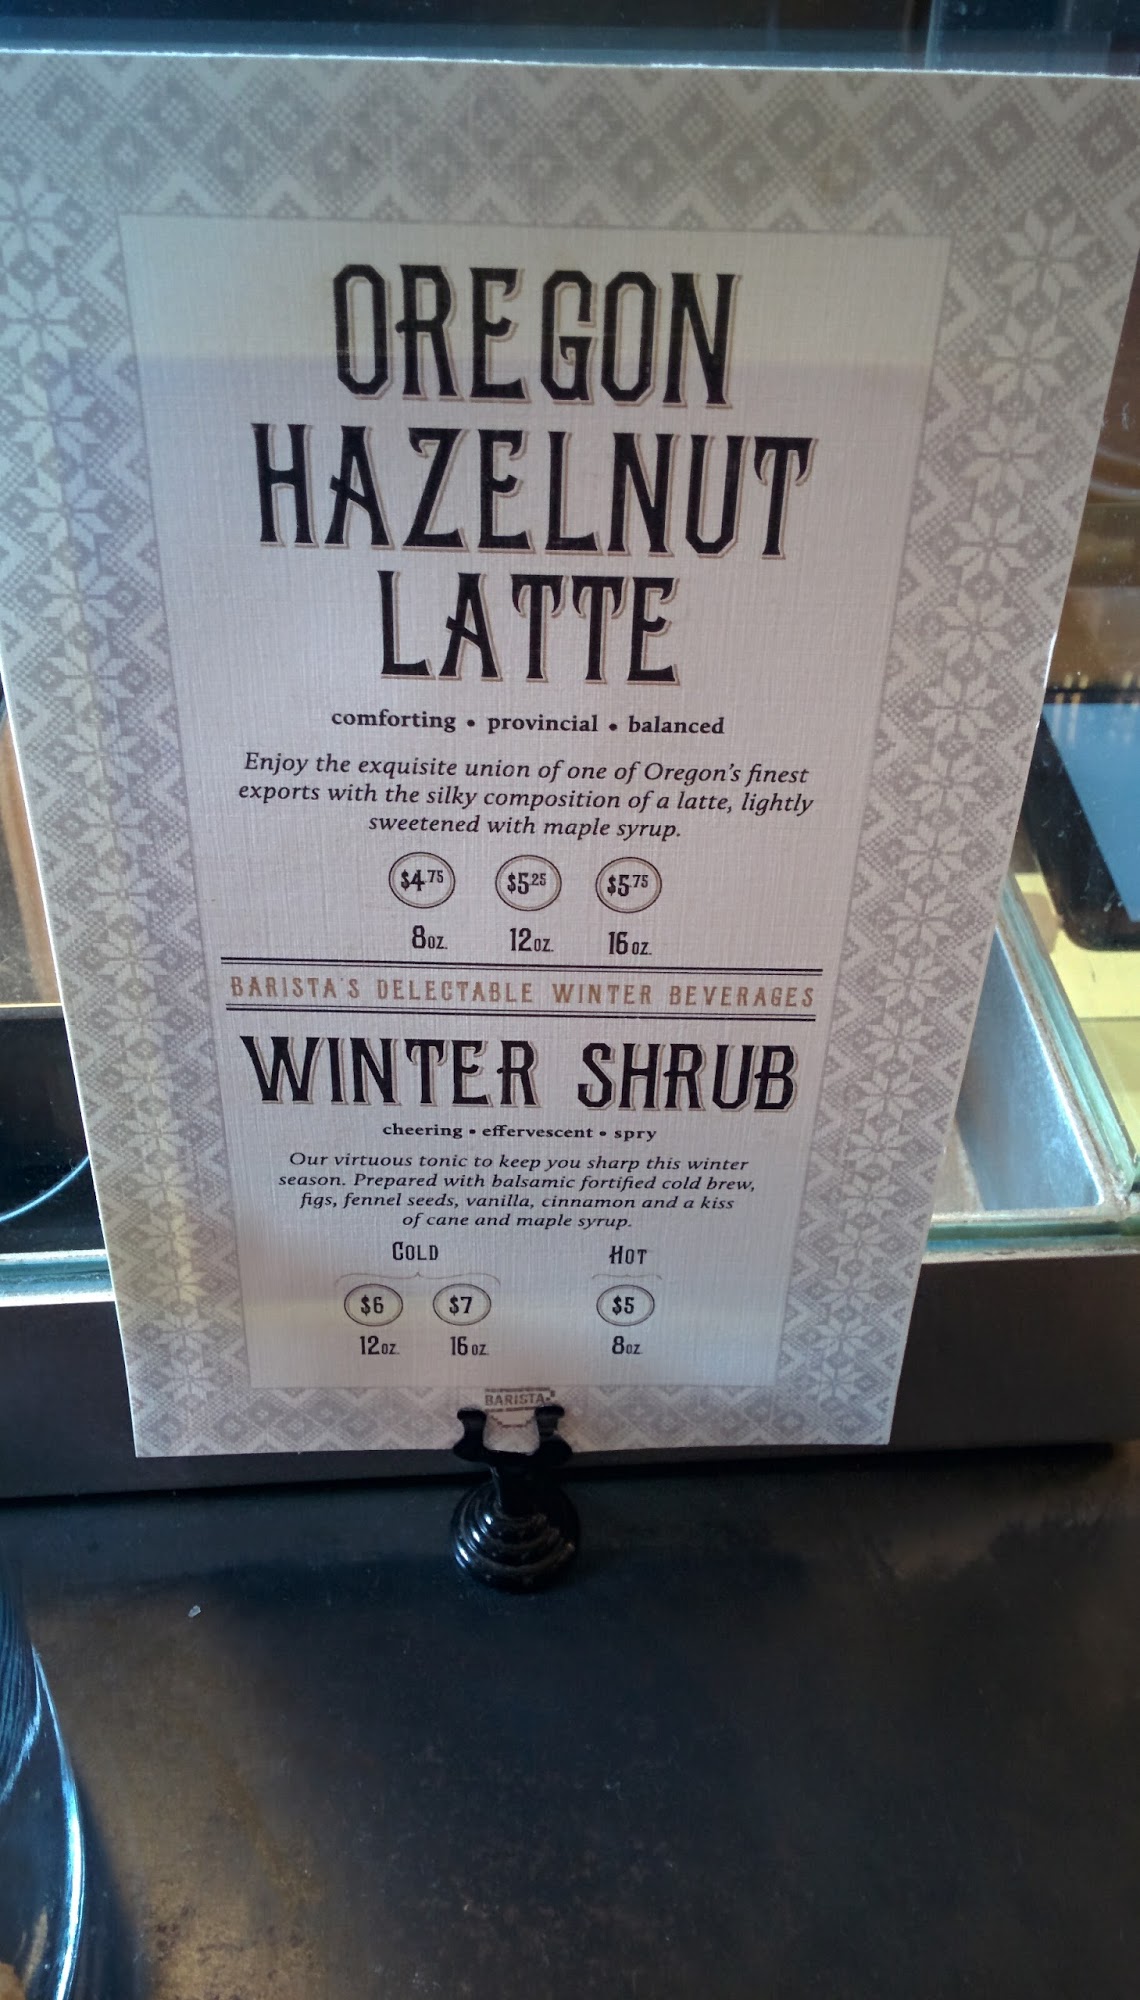 OREGON
HAZELNUT
LATTE
comforting • provincial • balanced
Enjoy the exquisite union of one of Oregon's finest
exports with the silky composition of a latte, lightly
sweetened with maple syrup.
$4.75 $5.25 $5.75
8oz. 12oz. 16oz.
BARISTA'S DELECTABLE WINTER BEVERAGES
WINTER SHRUB
cheering • effervescent • spry
Our virtuous tonic to keep you sharp this winter
season. Prepared with balsamic fortified cold brew,
figs, fennel seeds, vanilla, cinnamon and a kiss
of cane and maple syrup.
COLD HOT
$6 $7 $5
12oz. 16oz. 8oz.
BARISTA